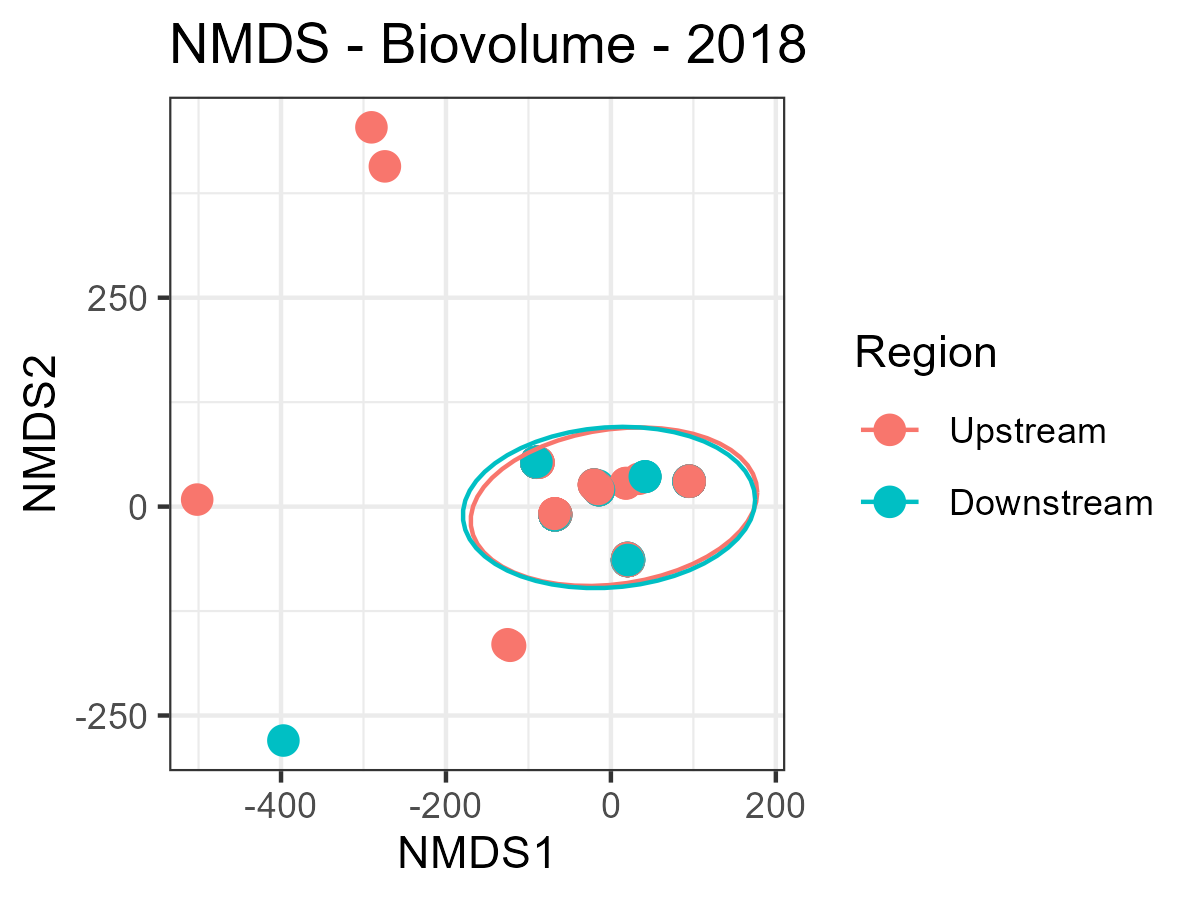 NMDS - Biovolume - 2018
250
0
-250
NMDS2
-400
-200
0
200
NMDS1
Region
Upstream
Downstream